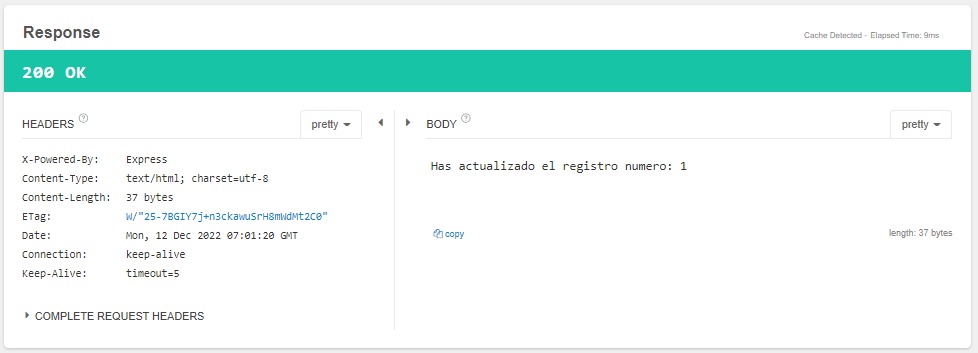 Response
Cache Detected - Elapsed Time: 9ms
200 OK
HEADERS ?
pretty
X-Powered-By: Express
Content-Type: text/html; charset=utf-8
Content-Length: 37 bytes
ETag: W/"25-7BGIY7j+n3ckawuSrH8mWdMt2C0"
Date: Mon, 12 Dec 2022 07:01:20 GMT
Connection: keep-alive
Keep-Alive: timeout=5
COMPLETE REQUEST HEADERS
BODY ?
pretty
Has actualizado el registro numero: 1
copy
length: 37 bytes